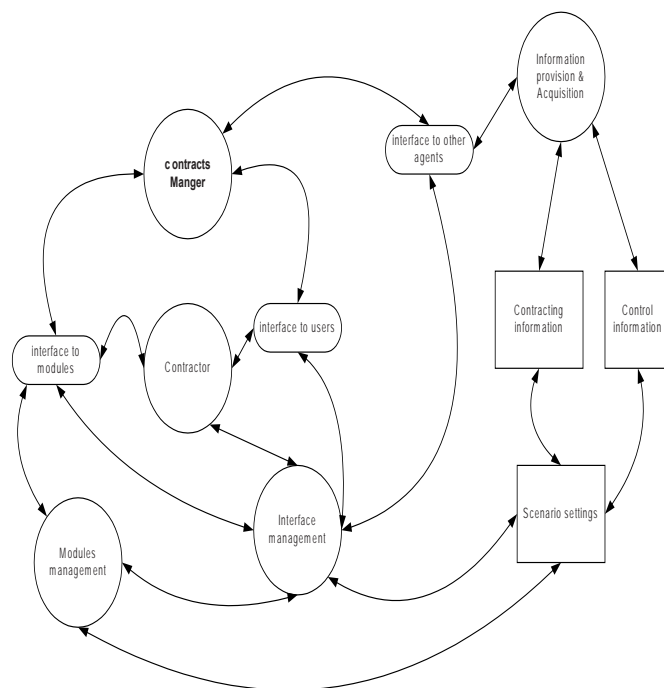 Information
provision &
Acquisition
interface to other
agents
c ontracts
Manger
Contracting
information
Control
information
interface to users
interface to
modules
Contractor
Scenario settings
Interface
management
Modules
management